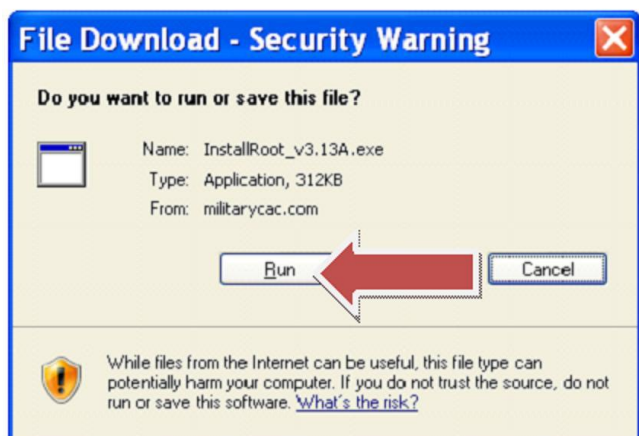 File Download - Security Warning
Do you want to run or save this file?
Name: InstallRoot_v3.13A.exe
Type: Application, 312KB
From: militarycac.com
Run
Cancel
While files from the Internet can be useful, this file type can
potentially harm your computer. If you do not trust the source, do not
run or save this software. What's the risk?